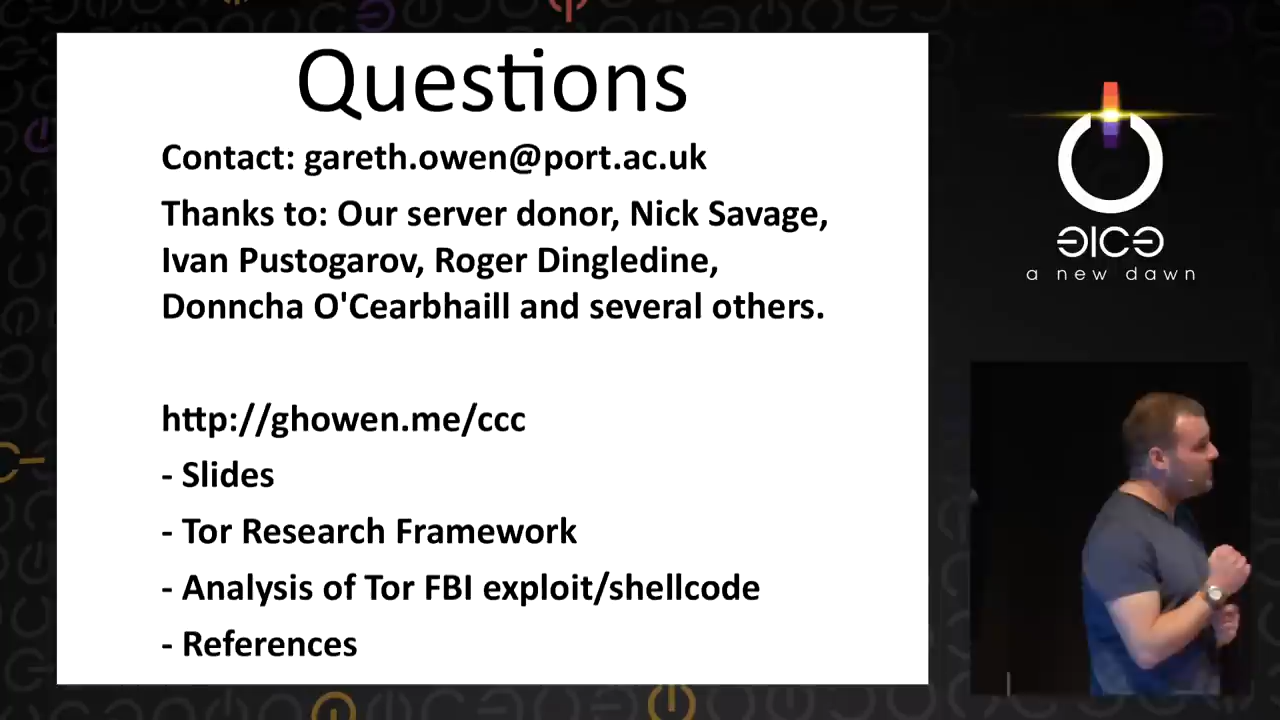 Questions
Contact: gareth.owen@port.ac.uk
Thanks to: Our server donor, Nick Savage,
Ivan Pustogarov, Roger Dingledine,
Donncha O'Cearbhaill and several others.
http://ghowen.me/ccc
- Slides
- Tor Research Framework
- Analysis of Tor FBI exploit/shellcode
- References
a new dawn